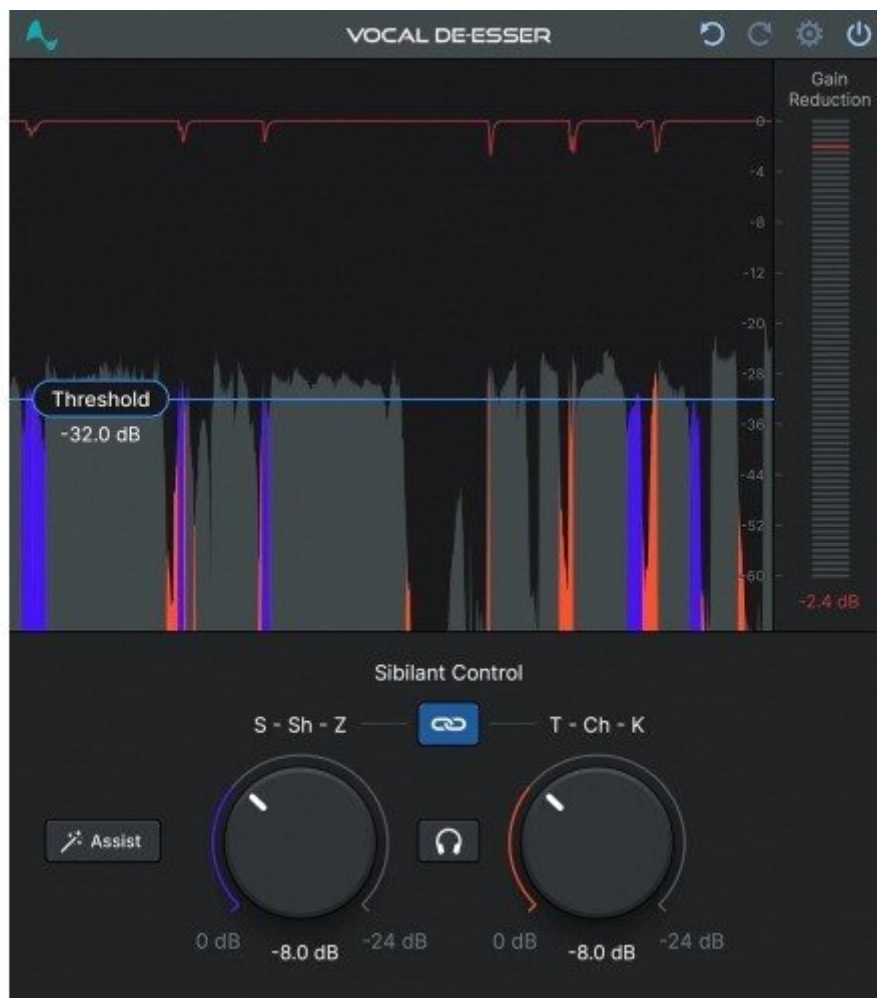 VOCAL DE-ESSER
Gain
Reduction
0
-4
-8
-12
-20
-28
-36
-44
-52
-60
Threshold
-32.0 dB
-2.4 dB
Sibilant Control
S - Sh - Z
T - Ch - K
Assist
0 dB
-8.0 dB
-24 dB
0 dB
-8.0 dB
-24 dB